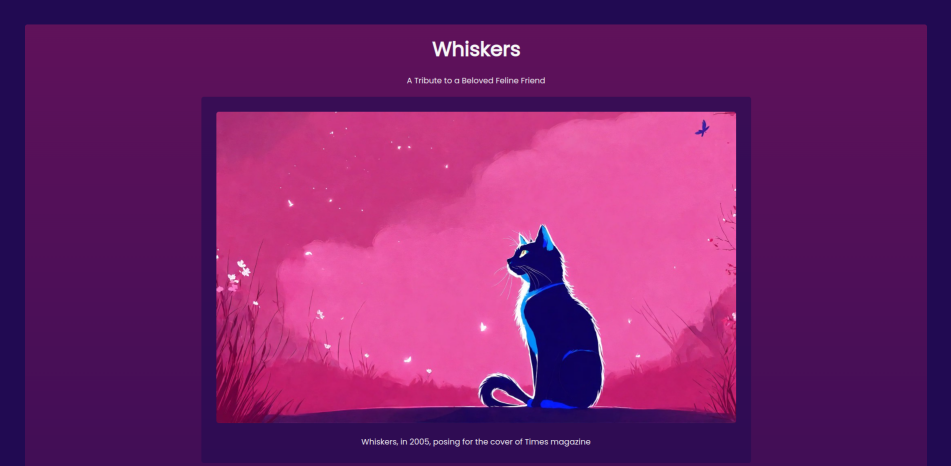 Whiskers
A Tribute to a Beloved Feline Friend
Whiskers, in 2005, posing for the cover of Times magazine